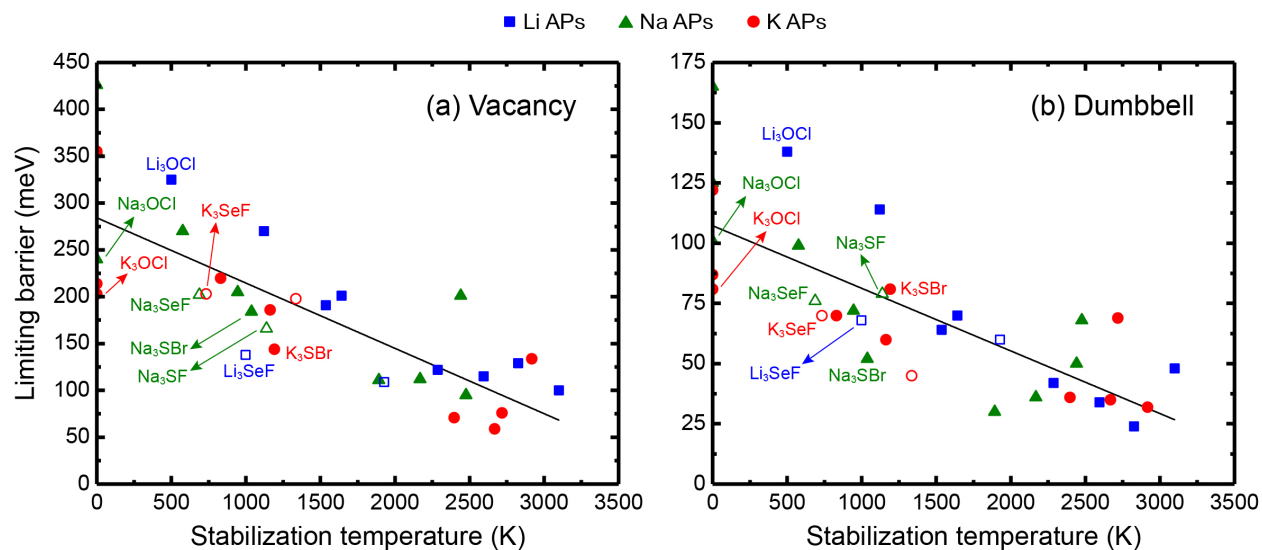 Li APs Na APs K APs
(a) Vacancy
Limiting barrier (meV)
450
400
350
300
250
200
150
100
50
0
Li₃OCl
Na₃OCl
K₃SeF
K₃OCl
Na₃SeF
Na₃SBr
Na₃SF
Li₃SeF
K₃SBr
0 500 1000 1500 2000 2500 3000 3500
Stabilization temperature (K)
(b) Dumbbell
175
150
125
100
75
50
25
0
Li₃OCl
Na₃OCl
K₃OCl
Na₃SF
Na₃SeF
K₃SBr
K₃SeF
Li₃SeF
Na₃SBr
0 500 1000 1500 2000 2500 3000 3500
Stabilization temperature (K)